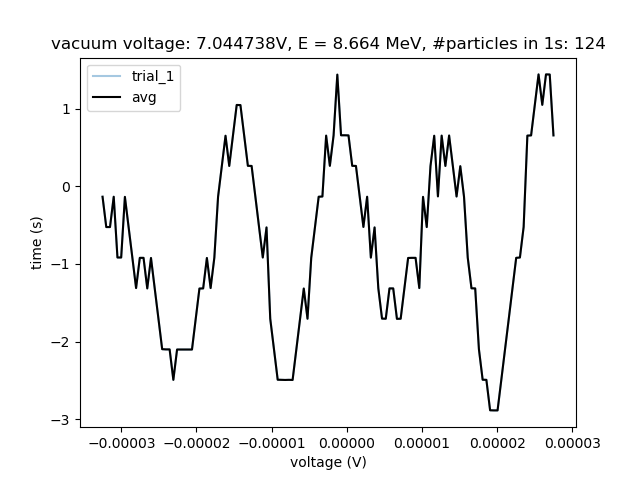 vacuum voltage: 7.044738V, E = 8.664 MeV, #particles in 1s: 124
trial_1
avg
1
0
−1
−2
−3
time (s)
−0.00003 −0.00002 −0.00001 0.00000 0.00001 0.00002 0.00003
voltage (V)